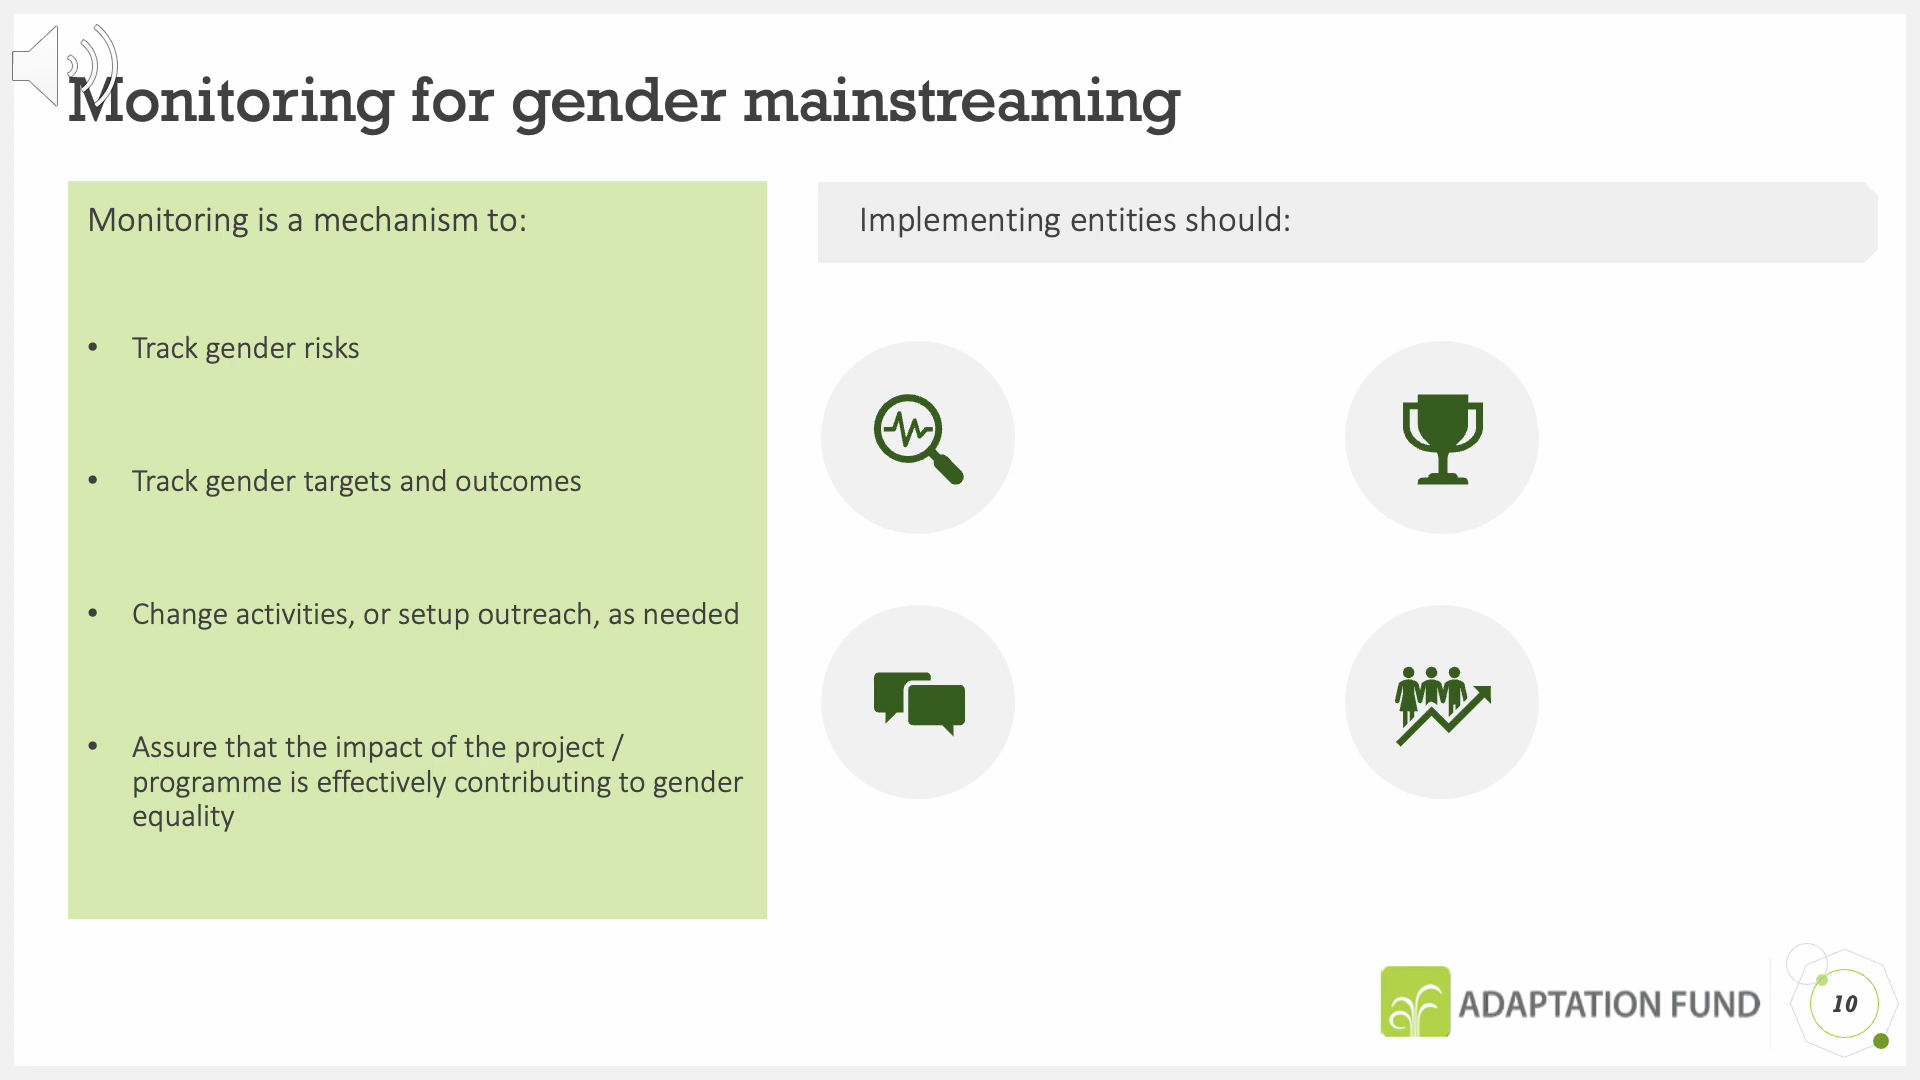 Monitoring for gender mainstreaming
Monitoring is a mechanism to:
• Track gender risks
• Track gender targets and outcomes
• Change activities, or setup outreach, as needed
• Assure that the impact of the project /
programme is effectively contributing to gender
equality
Implementing entities should:
ADAPTATION FUND
10